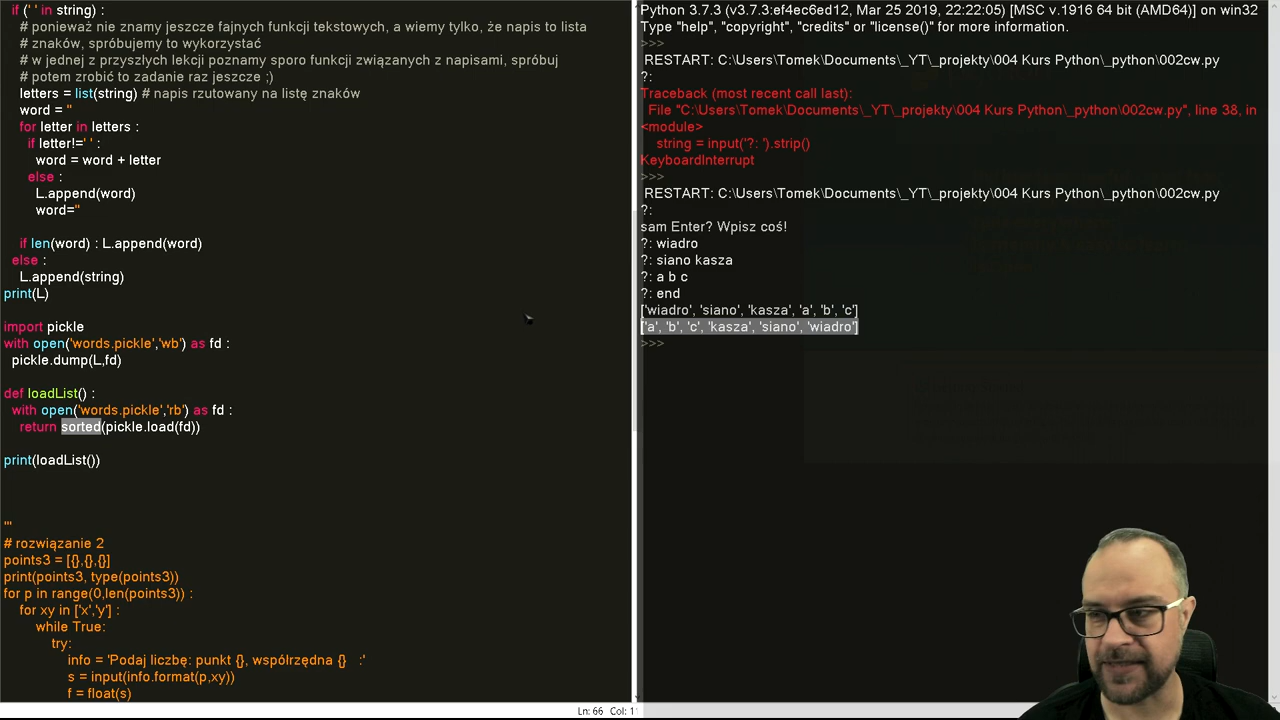 if (' ' in string) :
# ponieważ nie znamy jeszcze fajnych funkcji tekstowych, a wiemy tylko, że napis to lista
# znaków, spróbujemy to wykorzystać
# w jednej z przyszłych lekcji poznamy sporo funkcji związanych z napisami, spróbuj
# potem zrobić to zadanie raz jeszcze ;)
letters = list(string) # napis rzutowany na listę znaków
word = ''
for letter in letters :
if letter!=' ' :
word = word + letter
else :
L.append(word)
word=''
if len(word) : L.append(word)
else :
L.append(string)
print(L)
import pickle
with open('words.pickle','wb') as fd :
pickle.dump(L,fd)
def loadList() :
with open('words.pickle','rb') as fd :
return sorted(pickle.load(fd))
print(loadList())
'''
# rozwiązanie 2
points3 = [{},{},{}]
print(points3, type(points3))
for p in range(0,len(points3)) :
for xy in ['x','y'] :
while True:
try:
info = 'Podaj liczbę: punkt {}, współrzędna {}   :'
s = input(info.format(p,xy))
f = float(s)
Ln: 66 Col: 1
Python 3.7.3 (v3.7.3:ef4ec6ed12, Mar 25 2019, 22:22:05) [MSC v.1916 64 bit (AMD64)] on win32
Type "help", "copyright", "credits" or "license()" for more information.
>>>
RESTART: C:\Users\Tomek\Documents\_YT\_projekty\004 Kurs Python\_python\002cw.py
?:
Traceback (most recent call last):
File "C:\Users\Tomek\Documents\_YT\_projekty\004 Kurs Python\_python\002cw.py", line 38, in
<module>
string = input('?: ').strip()
KeyboardInterrupt
>>>
RESTART: C:\Users\Tomek\Documents\_YT\_projekty\004 Kurs Python\_python\002cw.py
?:
sam Enter? Wpisz coś!
?: wiadro
?: siano kasza
?: a b c
?: end
['wiadro', 'siano', 'kasza', 'a', 'b', 'c']
['a', 'b', 'c', 'kasza', 'siano', 'wiadro']
>>>